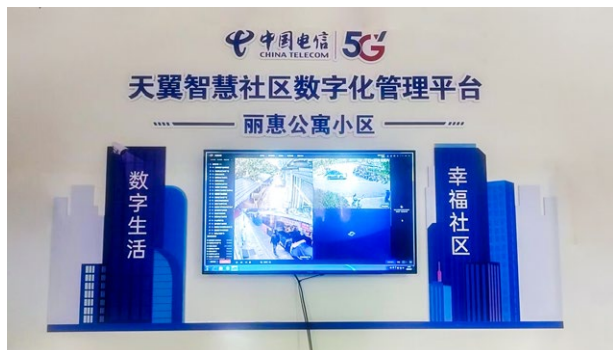 中国电信 5G
CHINA TELECOM
天翼智慧社区数字化管理平台
丽惠公寓小区
数字生活
幸福社区